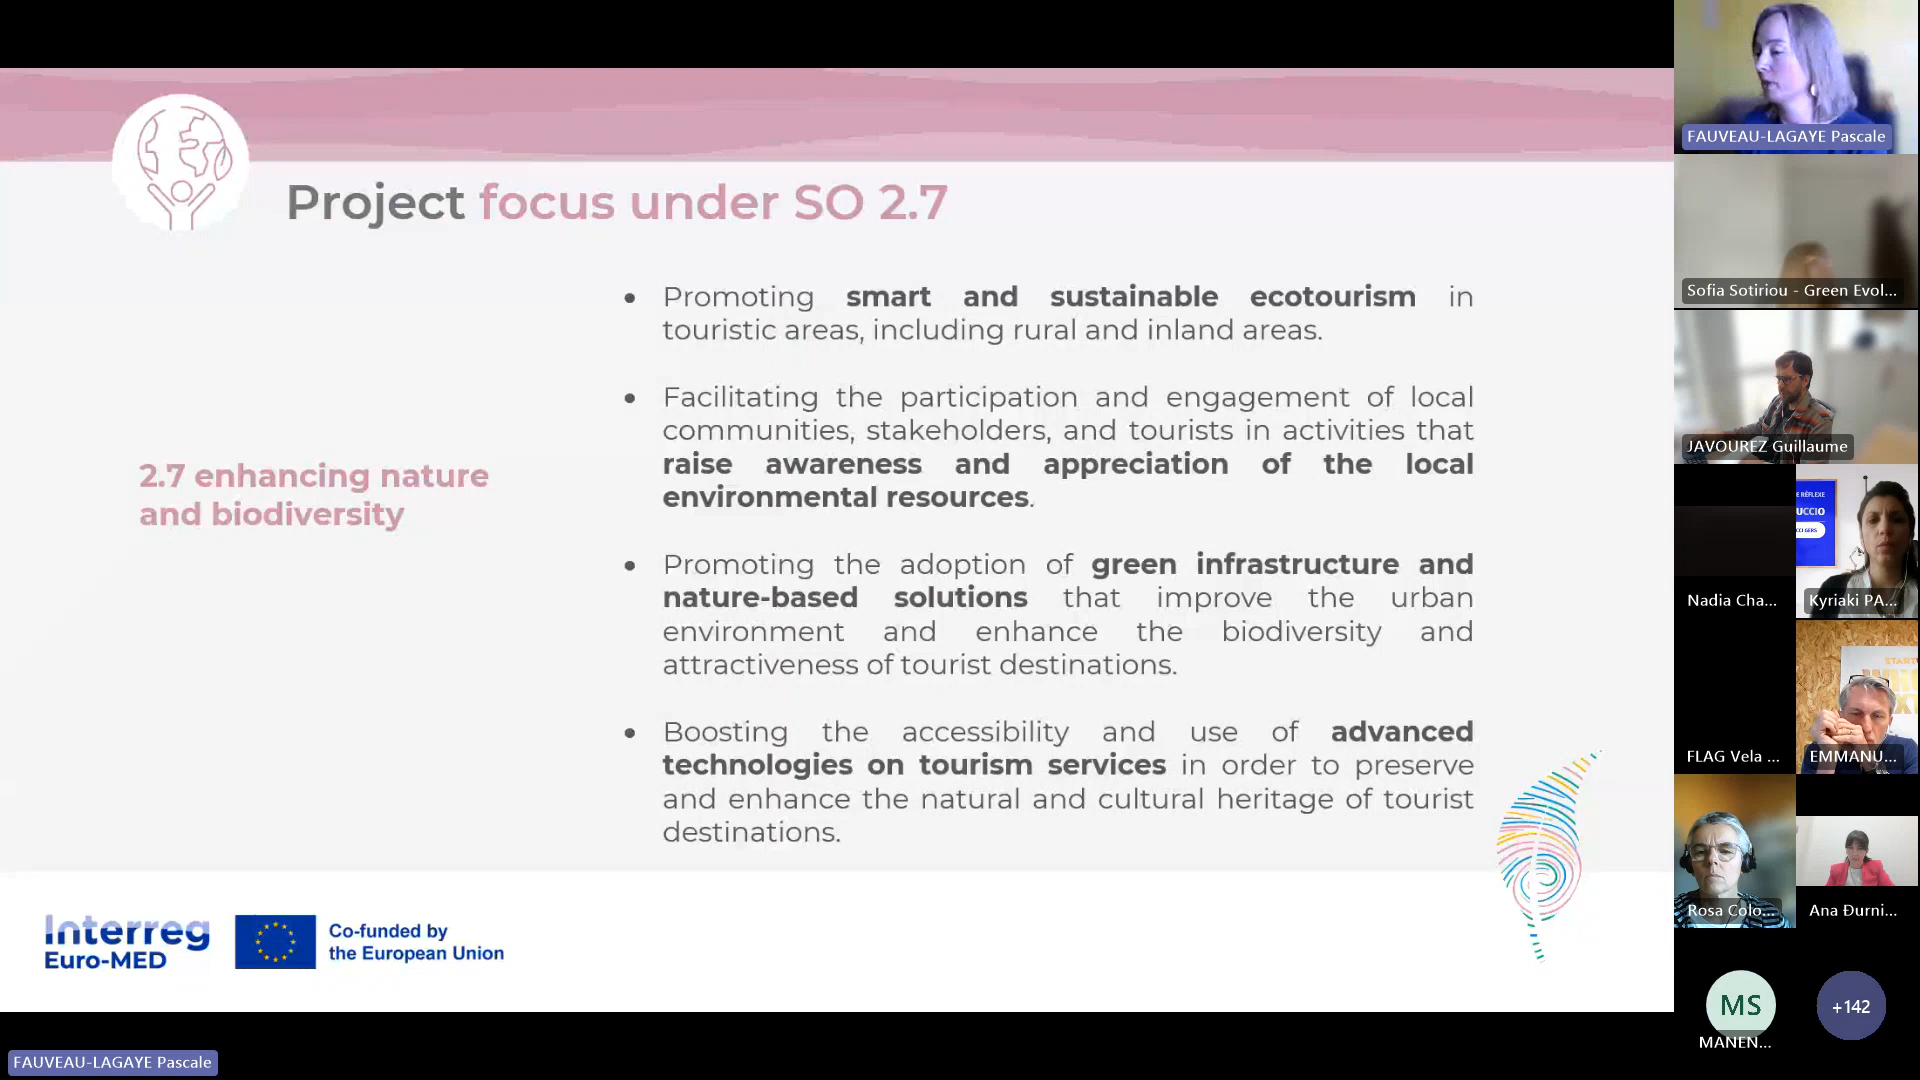 Project focus under SO 2.7
2.7 enhancing nature
and biodiversity
• Promoting smart and sustainable ecotourism in
touristic areas, including rural and inland areas.
• Facilitating the participation and engagement of local
communities, stakeholders, and tourists in activities that
raise awareness and appreciation of the local
environmental resources.
• Promoting the adoption of green infrastructure and
nature-based solutions that improve the urban
environment and enhance the biodiversity and
attractiveness of tourist destinations.
• Boosting the accessibility and use of advanced
technologies on tourism services in order to preserve
and enhance the natural and cultural heritage of tourist
destinations.
Interreg
Euro-MED
Co-funded by
the European Union
FAUVEAU-LAGAYE Pascale
FAUVEAU-LAGAYE Pascale
Sofia Sotiriou - Green Evol...
JAVOUREZ Guillaume
Nadia Cha...
E RÉFLEXE
UCCIO
CCI GERS
Kyriaki PA...
FLAG Vela ...
START
EMMANU...
Rosa Colo...
Ana Đurni...
MS
MANEN...
+142